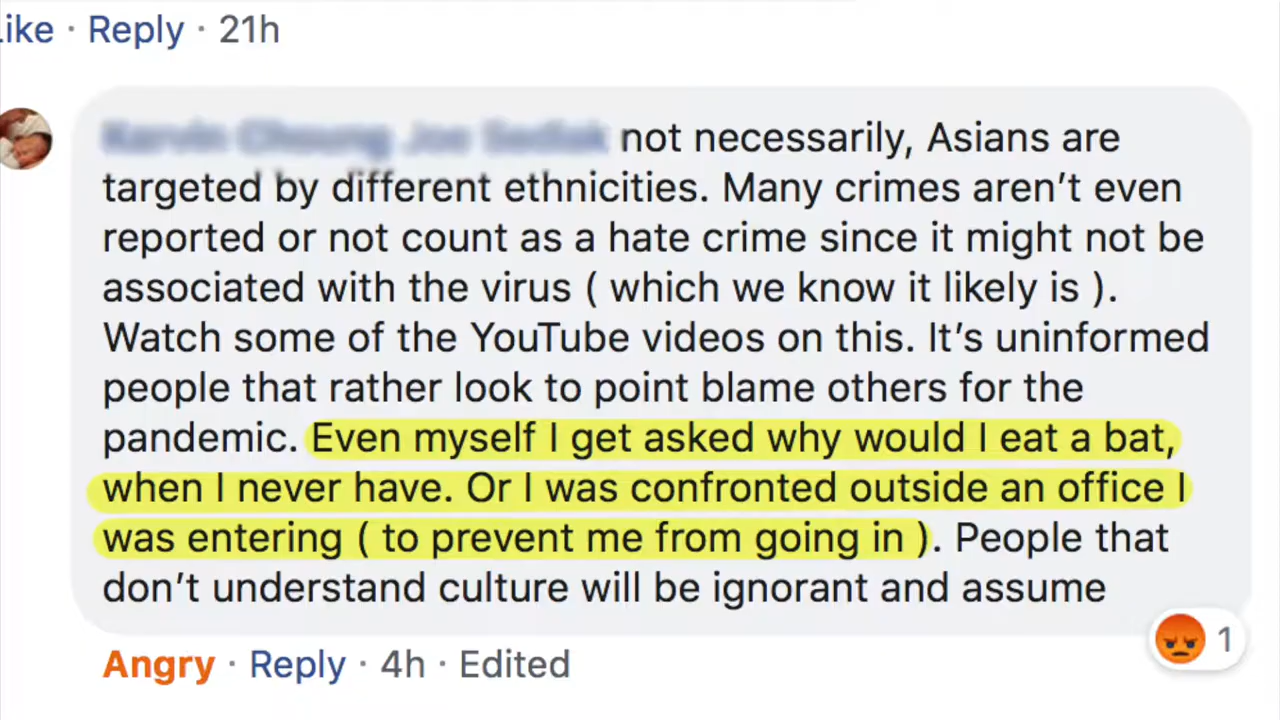 Like · Reply · 21h
not necessarily, Asians are
targeted by different ethnicities. Many crimes aren’t even
reported or not count as a hate crime since it might not be
associated with the virus ( which we know it likely is ).
Watch some of the YouTube videos on this. It’s uninformed
people that rather look to point blame others for the
pandemic. Even myself I get asked why would I eat a bat,
when I never have. Or I was confronted outside an office I
was entering ( to prevent me from going in ). People that
don’t understand culture will be ignorant and assume
1
Angry · Reply · 4h · Edited